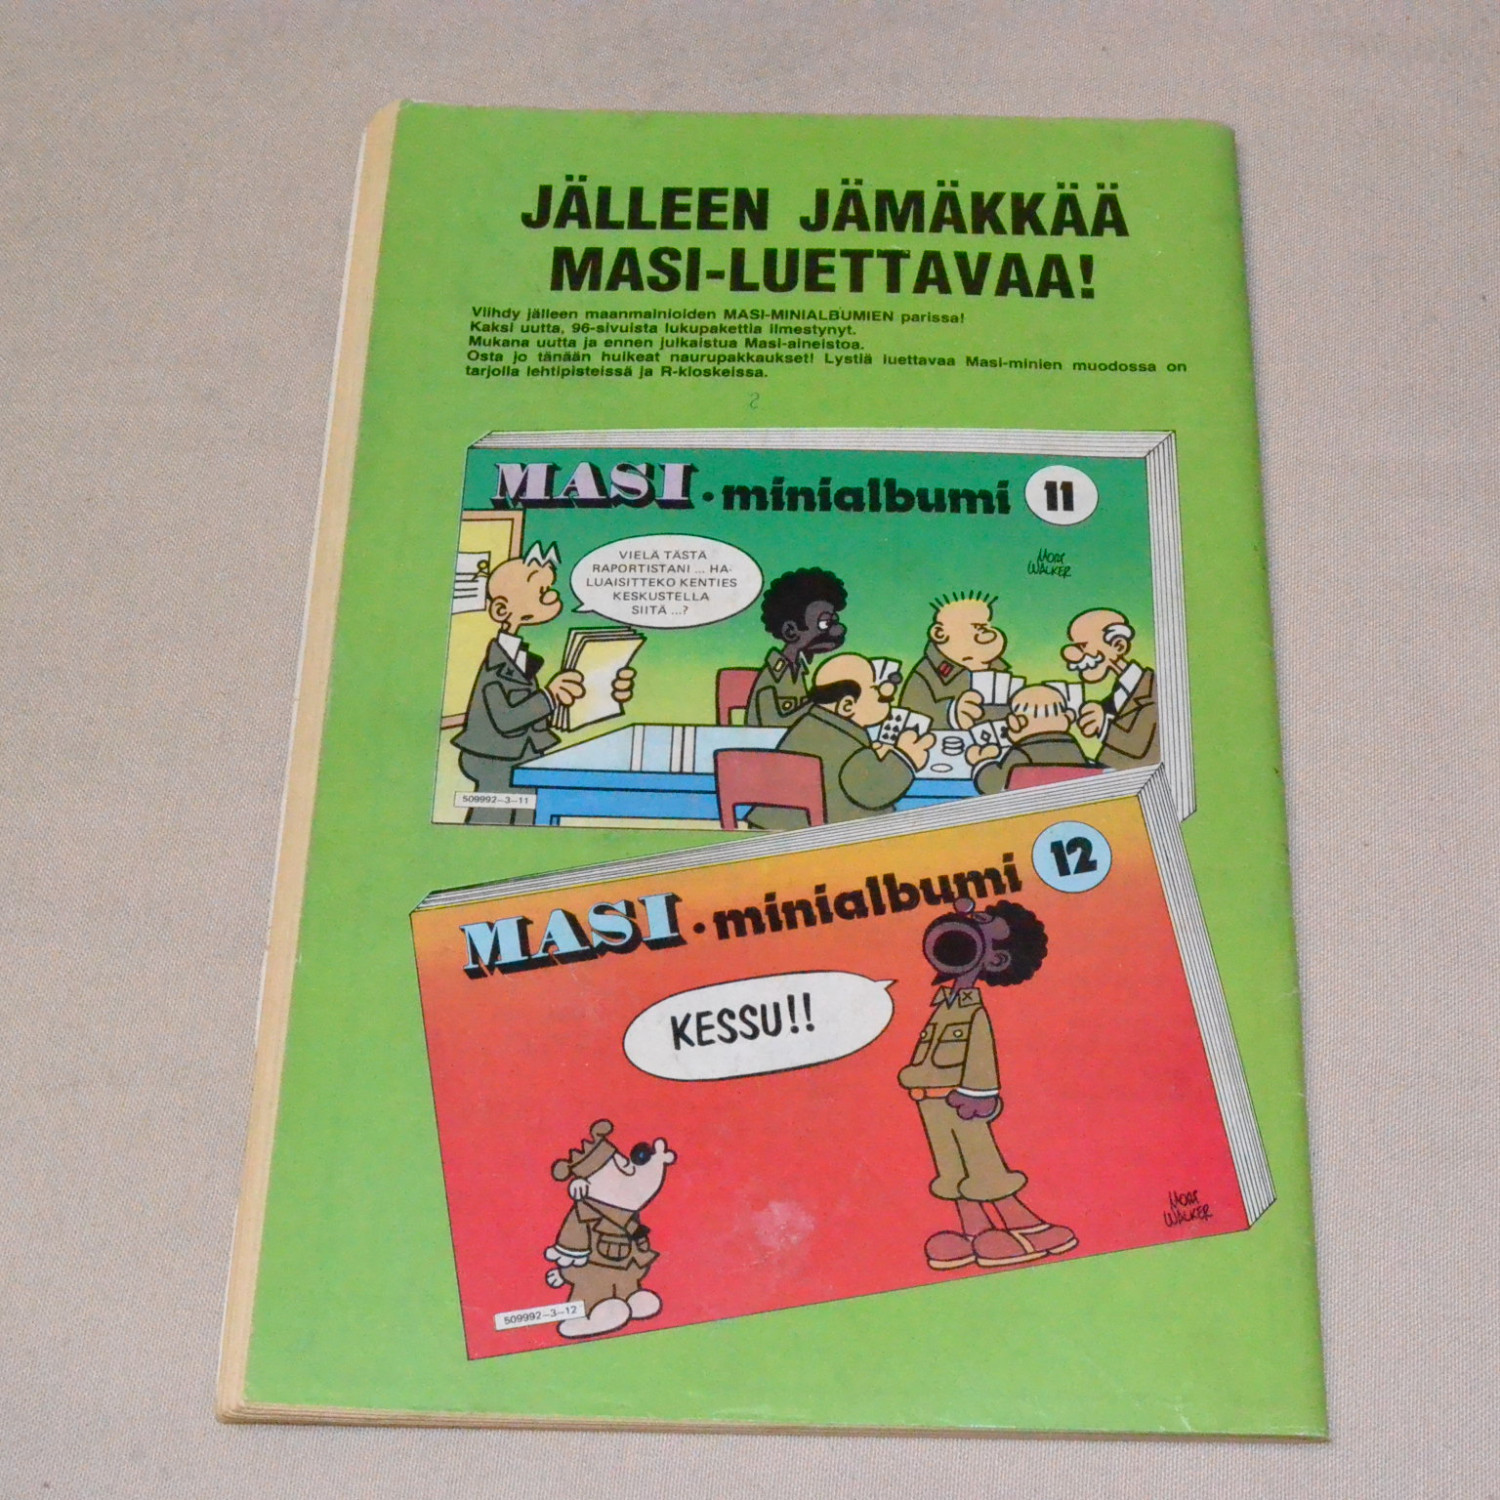 JÄLLEEN JÄMÄKKÄÄ
MASI-LUETTAVAA!
Viihdy jälleen maanmainioiden MASI-MINIALBUMIEN parissa!
Kaksi uutta, 96-sivuista lukupakettia ilmestynyt.
Mukana uutta ja ennen julkaistua Masi-aineistoa.
Osta jo tänään hulkeat naurupakkaukset! Lystiä luettavaa Masi-minien muodossa on
tarjolla lehtipisteissä ja R-kioskeissa.
MASI · minialbumi 11
VIELÄ TÄSTÄ
RAPORTISTANI ... HA-
LUAISITTEKO KENTIES
KESKUSTELLA
SIITÄ ...?
MORT
WALKER
509992-3-11
MASI · minialbumi 12
KESSU!!
MORT
WALKER
509992-3-12